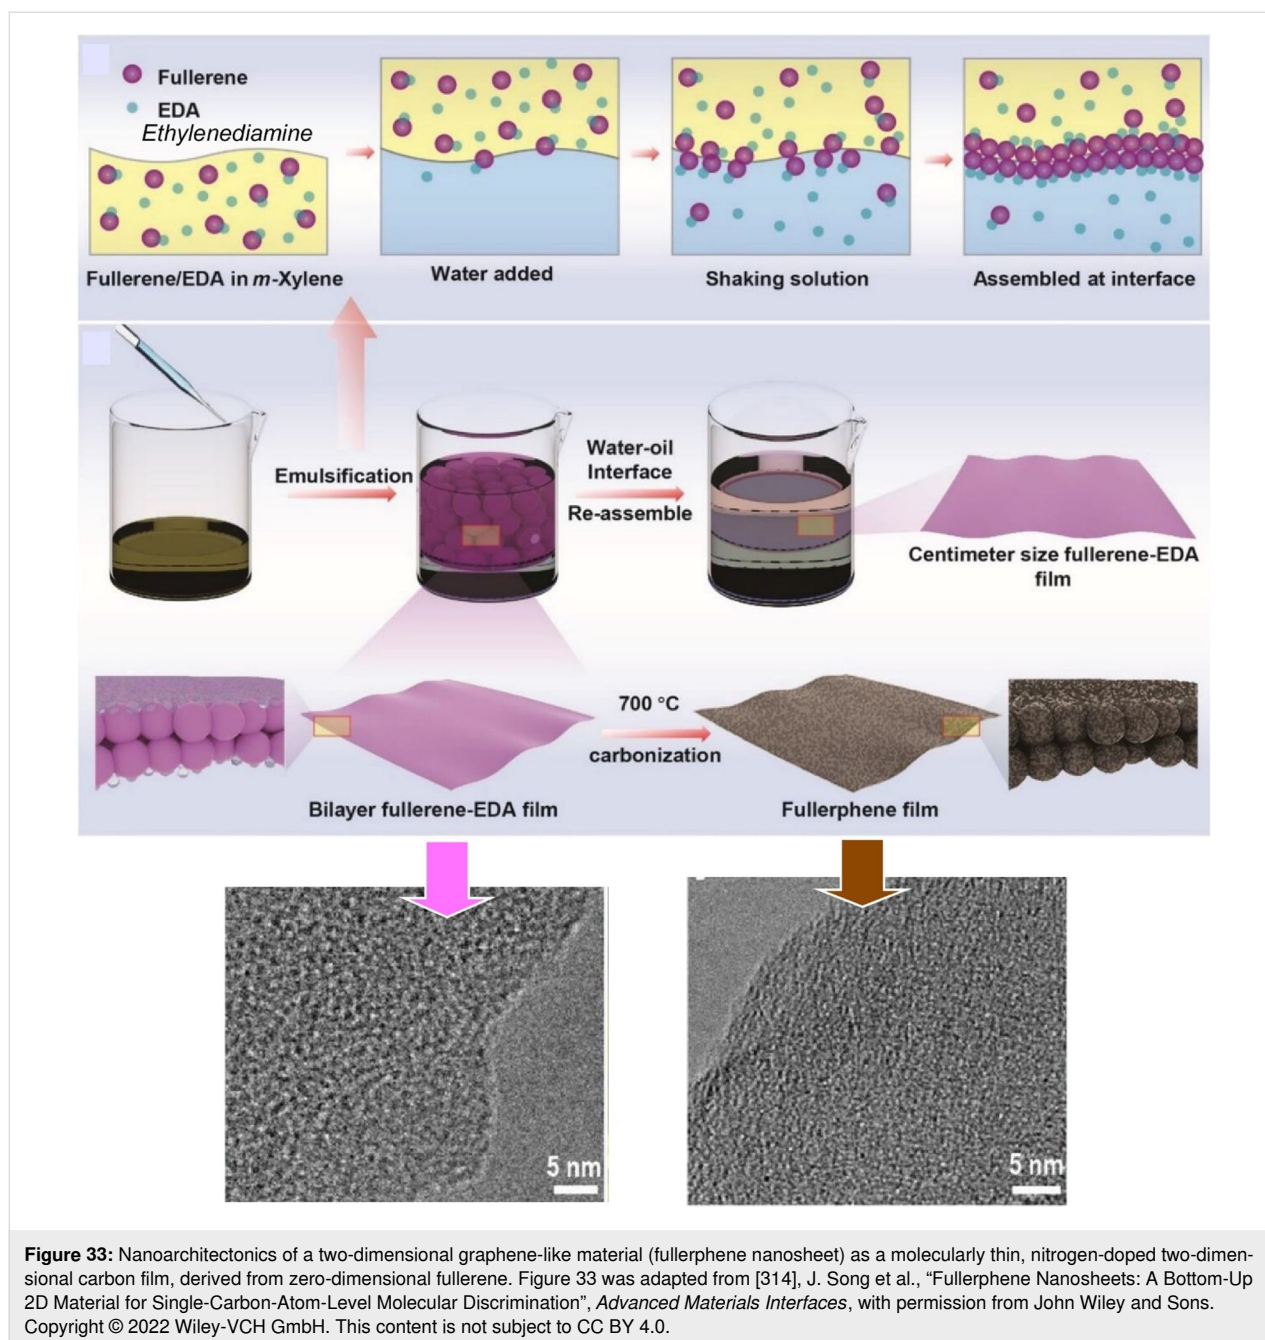 Fullerene
EDA
Ethylenediamine
Fullerene/EDA in m-Xylene
Water added
Shaking solution
Assembled at interface
Emulsification
Water-oil
Interface
Re-assemble
Centimeter size fullerene-EDA
film
700 °C
carbonization
Bilayer fullerene-EDA film
Fullerphene film
5 nm
5 nm
Figure 33: Nanoarchitectonics of a two-dimensional graphene-like material (fullerphene nanosheet) as a molecularly thin, nitrogen-doped two-dimen-
sional carbon film, derived from zero-dimensional fullerene. Figure 33 was adapted from [314], J. Song et al., “Fullerphene Nanosheets: A Bottom-Up
2D Material for Single-Carbon-Atom-Level Molecular Discrimination”, Advanced Materials Interfaces, with permission from John Wiley and Sons.
Copyright © 2022 Wiley-VCH GmbH. This content is not subject to CC BY 4.0.